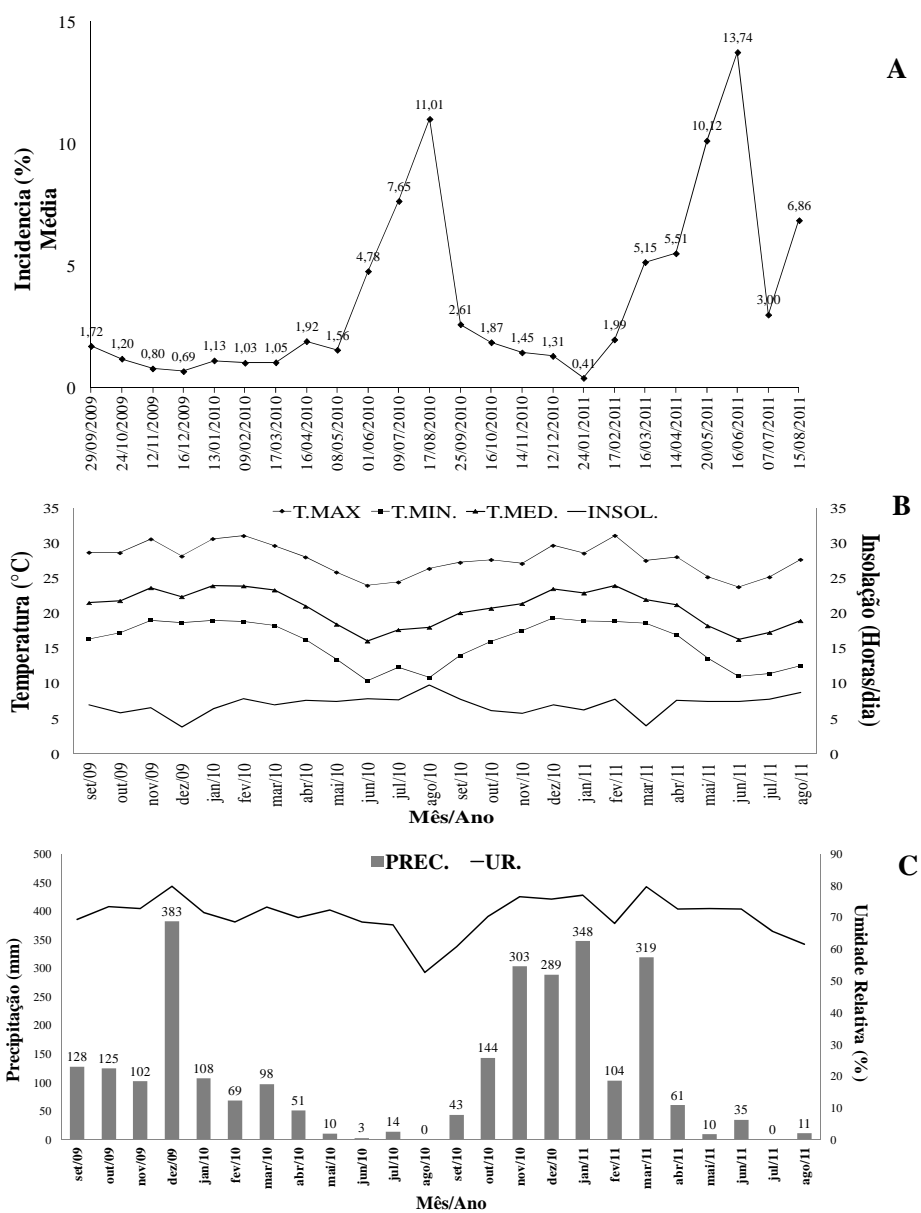 A
Incidencia (%)
Média
15
10
5
0
1,72
1,20
0,80
0,69
1,13
1,03
1,05
1,92
1,56
4,78
7,65
11,01
2,61
1,87
1,45
1,31
0,41
1,99
5,15
5,51
10,12
13,74
3,00
6,86
29/09/2009
24/10/2009
12/11/2009
16/12/2009
13/01/2010
09/02/2010
17/03/2010
16/04/2010
08/05/2010
01/06/2010
09/07/2010
17/08/2010
25/09/2010
16/10/2010
14/11/2010
12/12/2010
24/01/2011
17/02/2011
16/03/2011
14/04/2011
20/05/2011
16/06/2011
07/07/2011
15/08/2011
B
T.MAX T.MIN. T.MED. INSOL.
Temperatura (°C)
35
30
25
20
15
10
5
0
Insolação (Horas/dia)
35
30
25
20
15
10
5
0
set/09
out/09
nov/09
dez/09
jan/10
fev/10
mar/10
abr/10
mai/10
jun/10
jul/10
ago/10
set/10
out/10
nov/10
dez/10
jan/11
fev/11
mar/11
abr/11
mai/11
jun/11
jul/11
ago/11
Mês/Ano
C
PREC. UR.
Precipitação (mm)
500
450
400
350
300
250
200
150
100
50
0
Umidade Relativa (%)
90
80
70
60
50
40
30
20
10
0
128
125
102
383
108
69
98
51
10
3
14
0
43
144
303
289
348
104
319
61
10
35
0
11
set/09
out/09
nov/09
dez/09
jan/10
fev/10
mar/10
abr/10
mai/10
jun/10
jul/10
ago/10
set/10
out/10
nov/10
dez/10
jan/11
fev/11
mar/11
abr/11
mai/11
jun/11
jul/11
ago/11
Mês/Ano